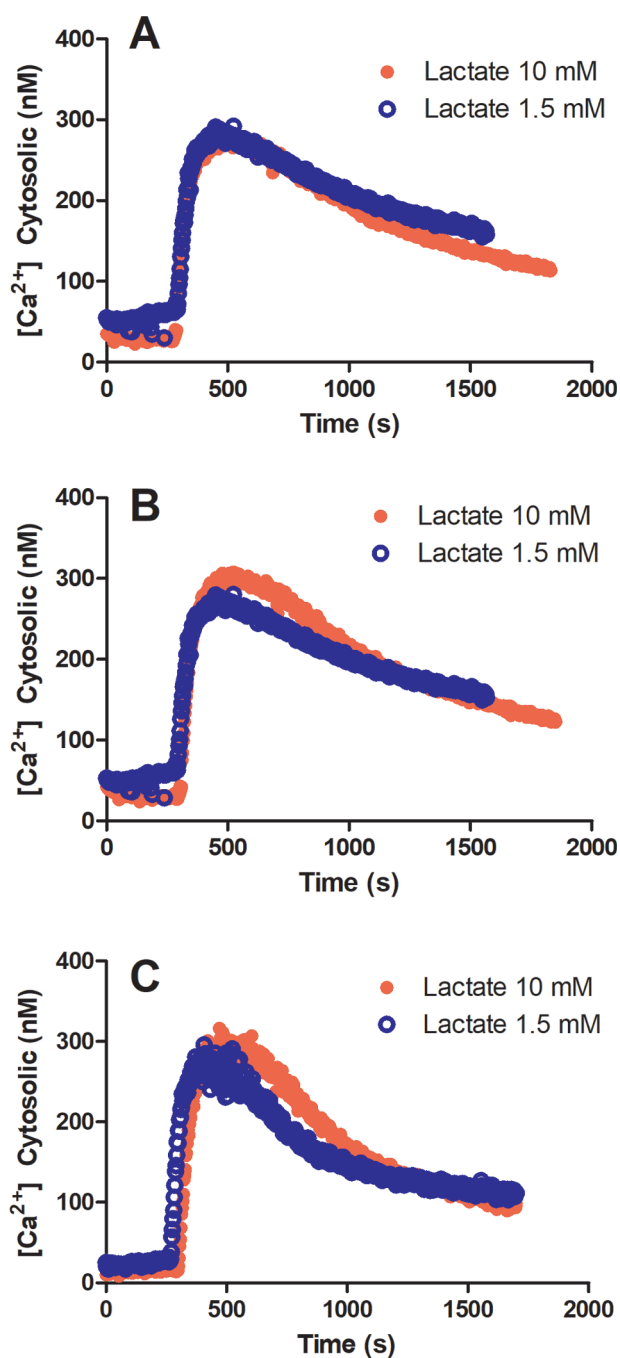 A
Lactate 10 mM
Lactate 1.5 mM
[Ca²⁺] Cytosolic (nM)
400
300
200
100
0
0 500 1000 1500 2000
Time (s)
B
Lactate 10 mM
Lactate 1.5 mM
[Ca²⁺] Cytosolic (nM)
400
300
200
100
0
0 500 1000 1500 2000
Time (s)
C
Lactate 10 mM
Lactate 1.5 mM
[Ca²⁺] Cytosolic (nM)
400
300
200
100
0
0 500 1000 1500 2000
Time (s)